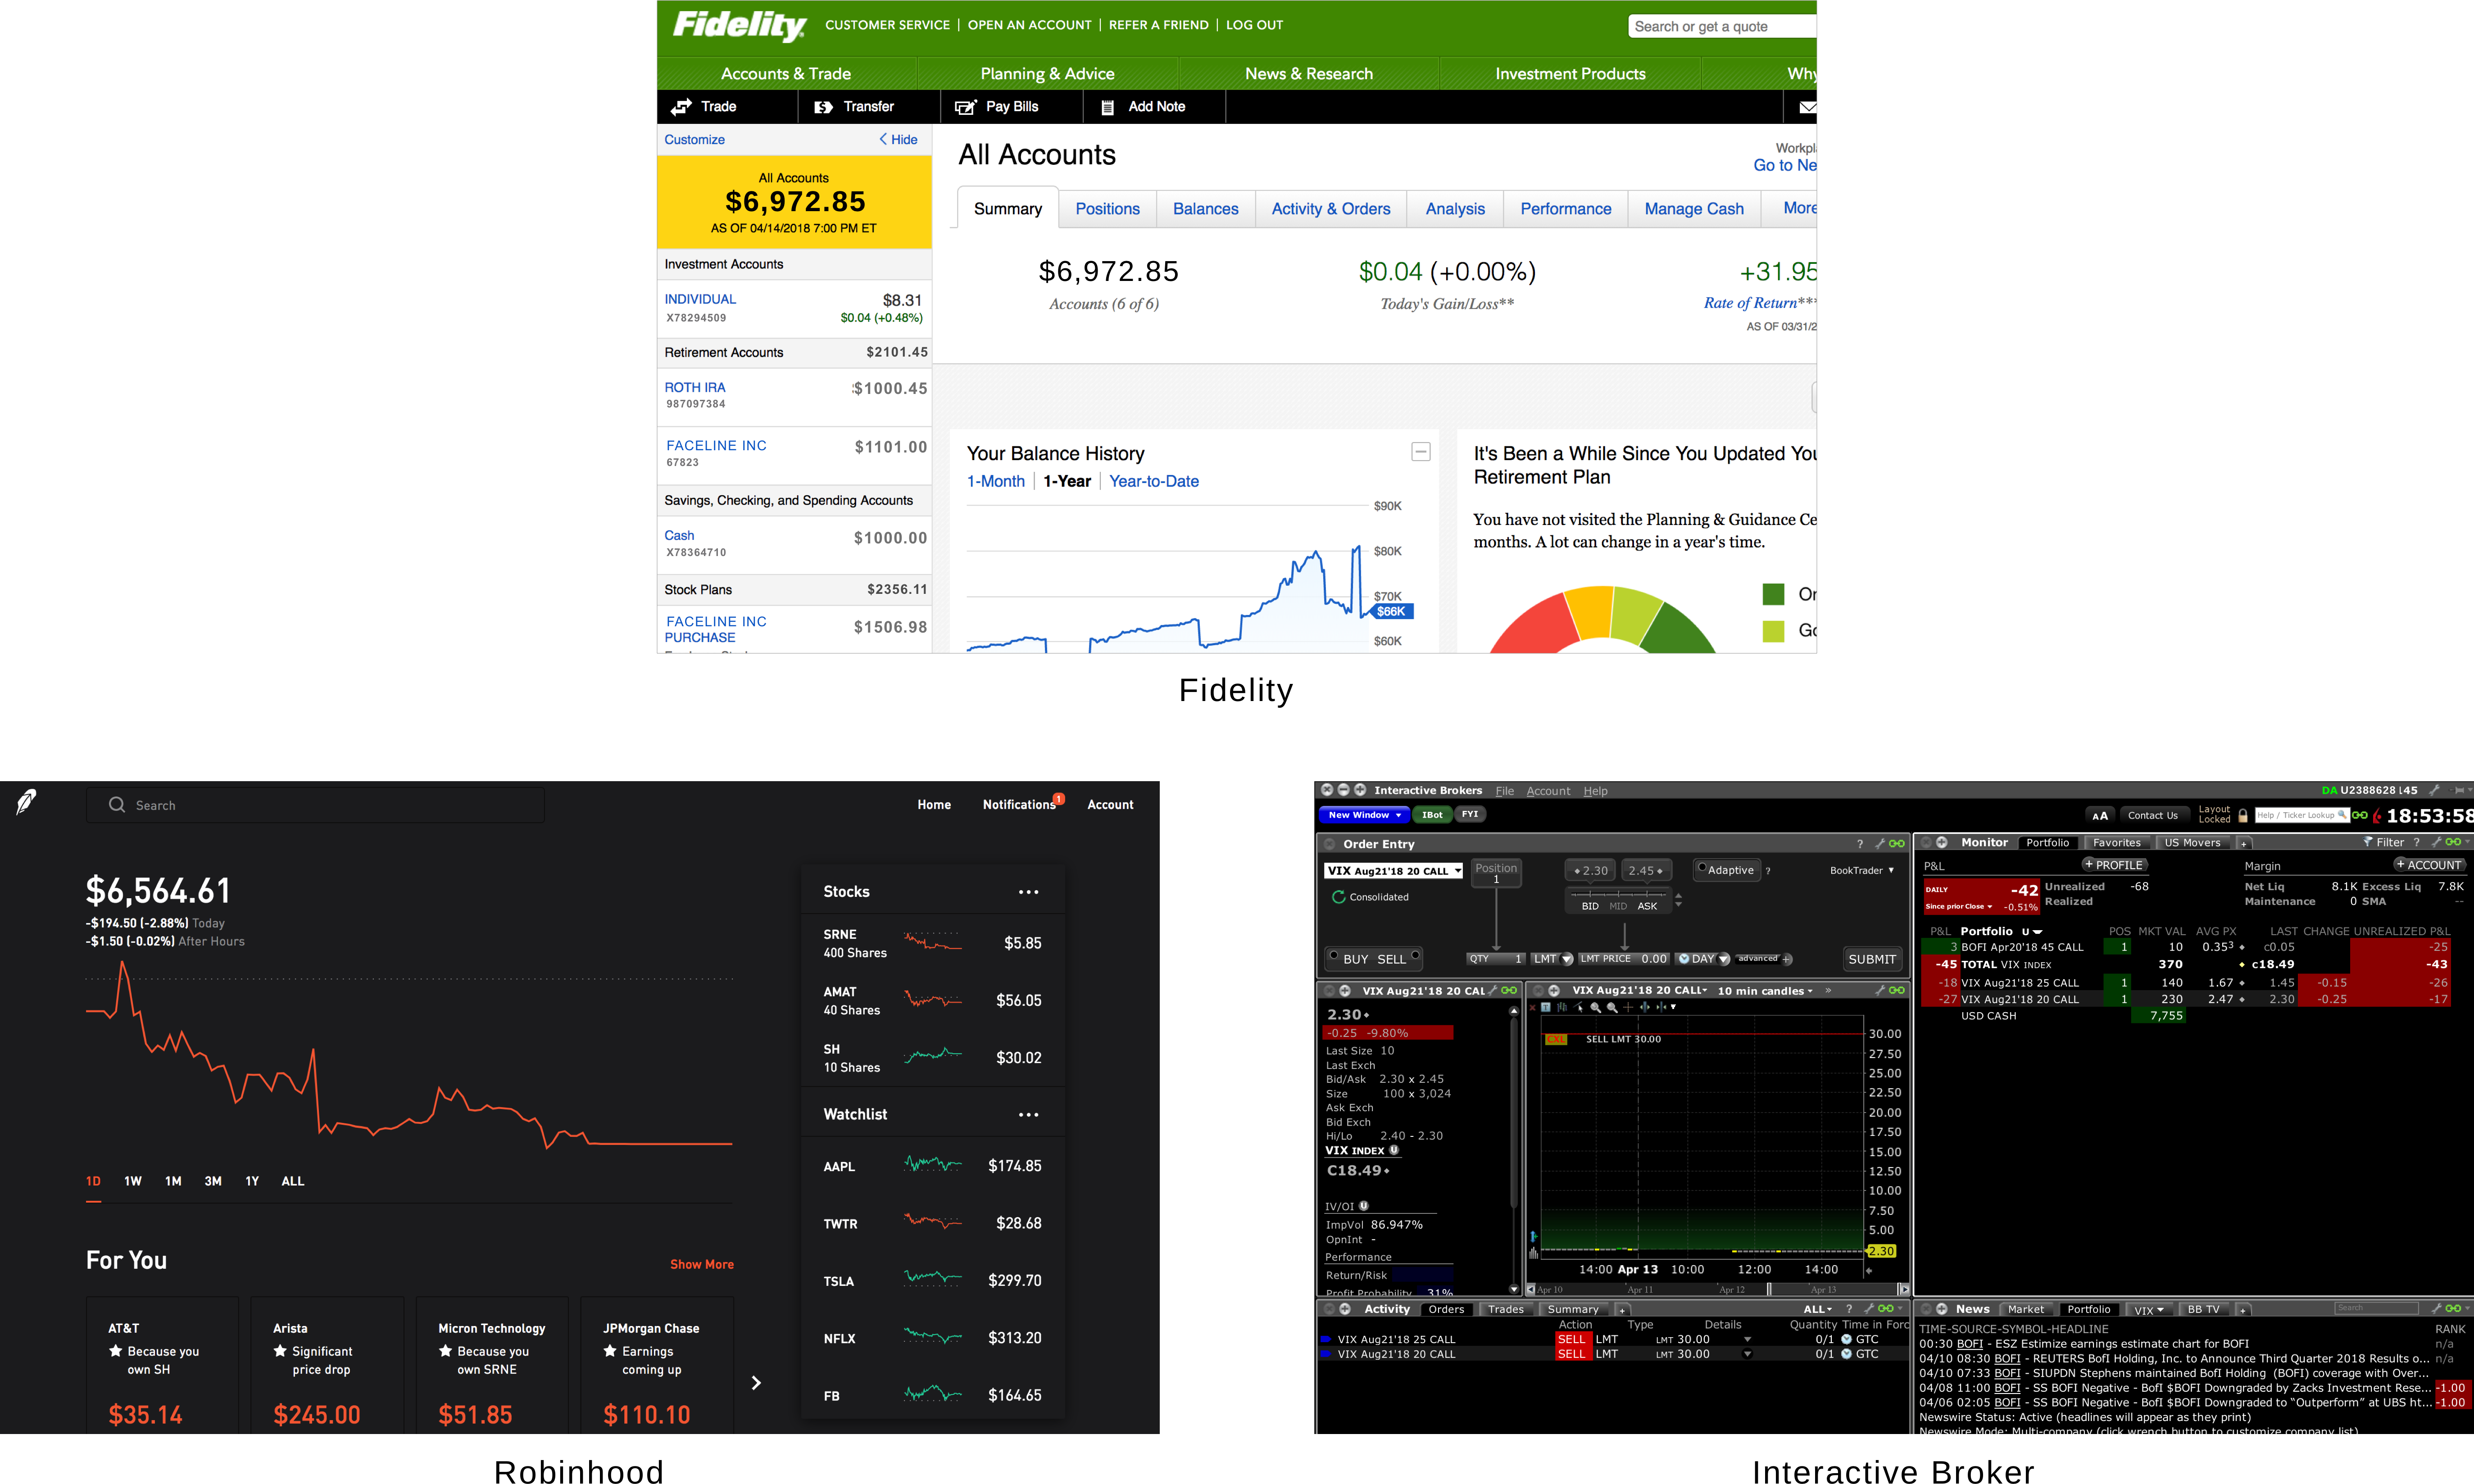 Fidelity
CUSTOMER SERVICE | OPEN AN ACCOUNT | REFER A FRIEND | LOG OUT
Search or get a quote
Accounts & Trade Planning & Advice News & Research Investment Products Why
Trade Transfer Pay Bills Add Note
Customize < Hide
All Accounts
$6,972.85
AS OF 04/14/2018 7:00 PM ET
Investment Accounts
INDIVIDUAL $8.31
X78294509 $0.04 (+0.48%)
Retirement Accounts $2101.45
ROTH IRA $1000.45
987097384
FACELINE INC $1101.00
67823
Savings, Checking, and Spending Accounts
Cash $1000.00
X78364710
Stock Plans $2356.11
FACELINE INC
PURCHASE $1506.98
All Accounts
Workpl
Go to Ne
Summary Positions Balances Activity & Orders Analysis Performance Manage Cash More
$6,972.85 $0.04 (+0.00%) +31.95
Accounts (6 of 6) Today's Gain/Loss** Rate of Return***
AS OF 03/31/2
Your Balance History
1-Month | 1-Year | Year-to-Date
$90K
$80K
$70K
$66K
$60K
It's Been a While Since You Updated You
Retirement Plan
You have not visited the Planning & Guidance Ce
months. A lot can change in a year's time.
Or
Go
Fidelity
Search
Home Notifications 1 Account
$6,564.61
-$194.50 (-2.88%) Today
-$1.50 (-0.02%) After Hours
1D 1W 1M 3M 1Y ALL
For You Show More
AT&T
Because you
own SH
$35.14
Arista
Significant
price drop
$245.00
Micron Technology
Because you
own SRNE
$51.85
JPMorgan Chase
Earnings
coming up
$110.10
Stocks
SRNE
400 Shares $5.85
AMAT
40 Shares $56.05
SH
10 Shares $30.02
Watchlist
AAPL $174.85
TWTR $28.68
TSLA $299.70
NFLX $313.20
FB $164.65
Robinhood
Interactive Brokers File Account Help
DA U2388628 145
New Window IBot FYI
AA Contact Us Layout Locked Help / Ticker Lookup 18:53:58
Order Entry ?
VIX Aug21'18 20 CALL Position 1 2.30 2.45 Adaptive ? BookTrader
Consolidated BID MID ASK
BUY SELL QTY 1 LMT LMT PRICE 0.00 DAY advanced + SUBMIT
VIX Aug21'18 20 CAL
2.30
-0.25 -9.80%
Last Size 10
Last Exch
Bid/Ask 2.30 x 2.45
Size 100 x 3,024
Ask Exch
Bid Exch
Hi/Lo 2.40 - 2.30
VIX INDEX U
C18.49
IV/OI U
ImpVol 86.947%
OpnInt -
Performance
Return/Risk
Profit Probability 31%
VIX Aug21'18 20 CALL 10 min candles »
CXL SELL LMT 30.00
30.00
27.50
25.00
22.50
20.00
17.50
15.00
12.50
10.00
7.50
5.00
2.30
14:00 Apr 13 10:00 12:00 14:00
Apr 10 Apr 11 Apr 12 Apr 13
Monitor Portfolio Favorites US Movers + Filter ?
P&L + PROFILE Margin + ACCOUNT
DAILY -42 Unrealized -68 Net Liq 8.1K Excess Liq 7.8K
Since prior Close -0.51% Realized Maintenance 0 SMA --
P&L Portfolio U POS MKT VAL AVG PX LAST CHANGE UNREALIZED P&L
3 BOFI Apr20'18 45 CALL 1 10 0.35³ c0.05 -25
-45 TOTAL VIX INDEX 370 c18.49 -43
-18 VIX Aug21'18 25 CALL 1 140 1.67 1.45 -0.15 -26
-27 VIX Aug21'18 20 CALL 1 230 2.47 2.30 -0.25 -17
USD CASH 7,755
Activity Orders Trades Summary + ALL ?
Action Type Details Quantity Time in Forc
VIX Aug21'18 25 CALL SELL LMT LMT 30.00 0/1 GTC
VIX Aug21'18 20 CALL SELL LMT LMT 30.00 0/1 GTC
News Market Portfolio VIX BB TV + Search
TIME-SOURCE-SYMBOL-HEADLINE RANK
00:30 BOFI - ESZ Estimize earnings estimate chart for BOFI n/a
04/10 08:30 BOFI - REUTERS BofI Holding, Inc. to Announce Third Quarter 2018 Results o... n/a
04/10 07:33 BOFI - SIUPDN Stephens maintained BofI Holding (BOFI) coverage with Over...
04/08 11:00 BOFI - SS BOFI Negative - BofI $BOFI Downgraded by Zacks Investment Rese... -1.00
04/06 02:05 BOFI - SS BOFI Negative - BofI $BOFI Downgraded to "Outperform" at UBS ht... -1.00
Newswire Status: Active (headlines will appear as they print)
Newswire Mode: Multi-company (click wrench button to customize company list)
Interactive Broker